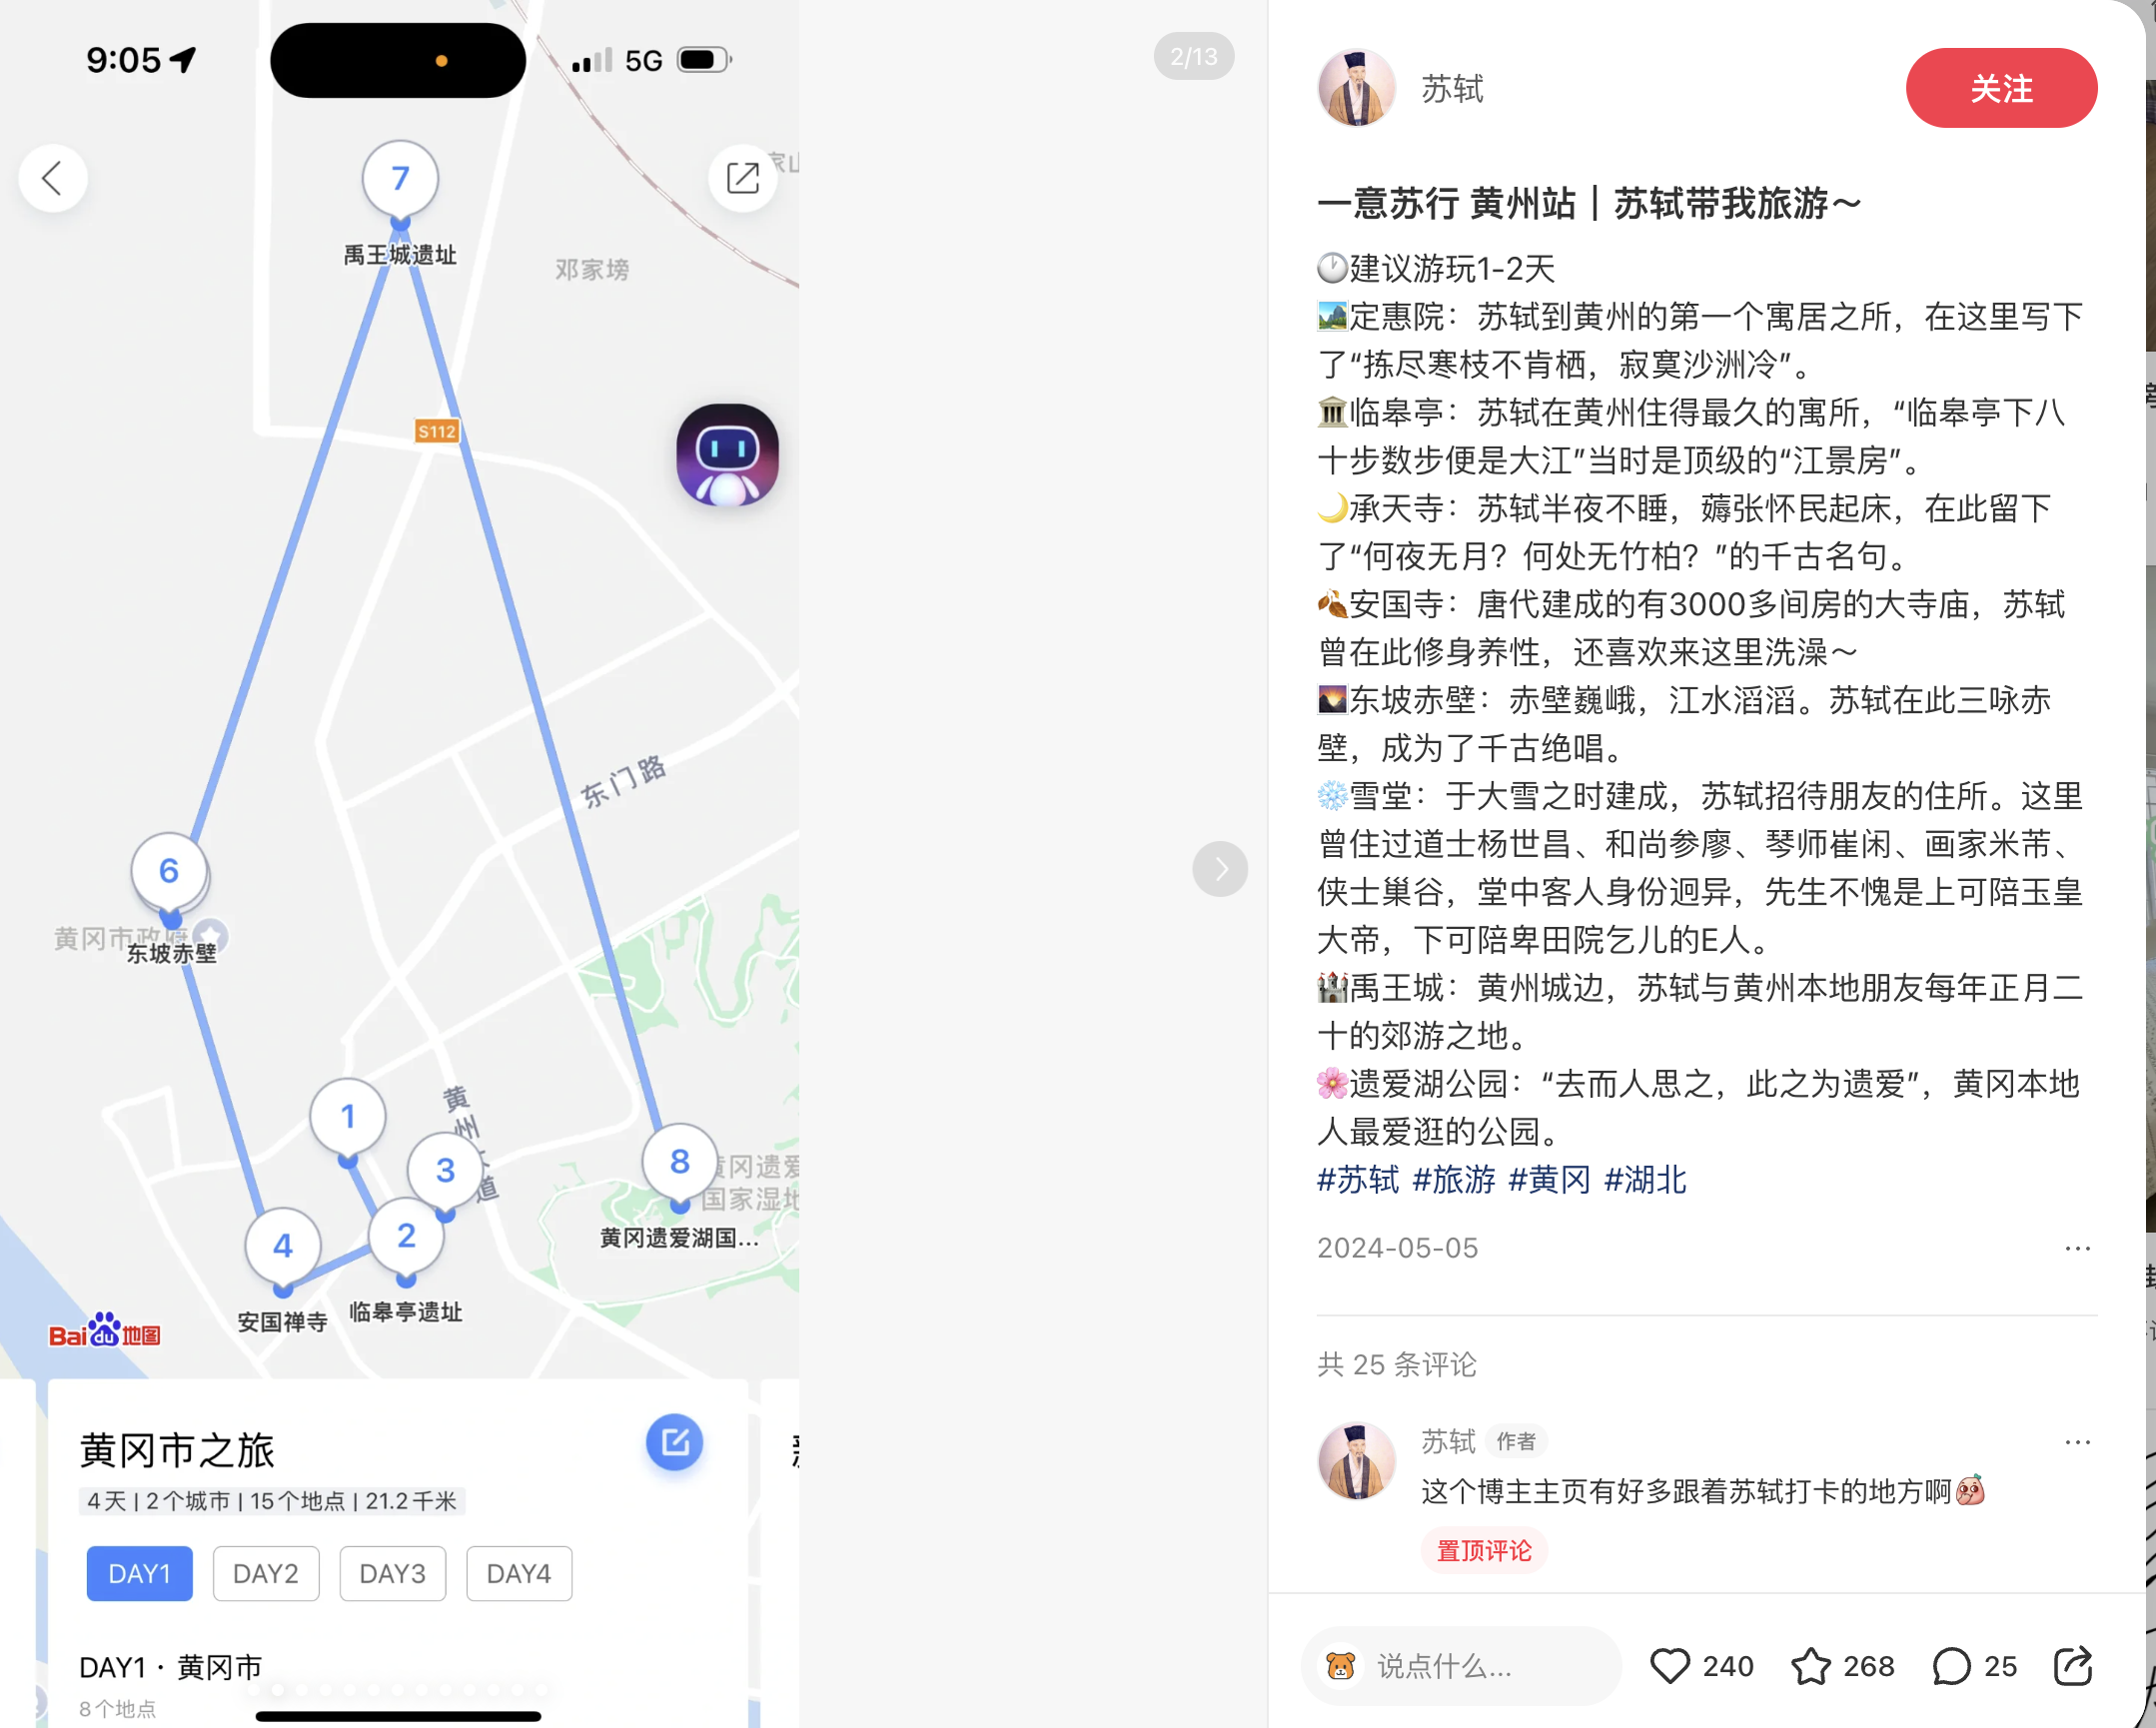 9:05
5G
7
禹王城遗址
邓家塝
家山
S112
东门路
6
黄冈市政府
东坡赤壁
1
黄州大道
3
2
4
8
黄冈遗爱
国家湿地
黄冈遗爱湖国...
安国禅寺
临皋亭遗址
Bai du 地图
黄冈市之旅
4天 | 2个城市 | 15个地点 | 21.2千米
DAY1 DAY2 DAY3 DAY4
DAY1 · 黄冈市
8个地点
2/13
苏轼
关注
一意苏行 黄州站｜苏轼带我旅游～
🕐建议游玩1-2天
🏞️定惠院：苏轼到黄州的第一个寓居之所，在这里写下
了“拣尽寒枝不肯栖，寂寞沙洲冷”。
🏛️临皋亭：苏轼在黄州住得最久的寓所，“临皋亭下八
十步数步便是大江”当时是顶级的“江景房”。
🌙承天寺：苏轼半夜不睡，薅张怀民起床，在此留下
了“何夜无月？何处无竹柏？”的千古名句。
🍂安国寺：唐代建成的有3000多间房的大寺庙，苏轼
曾在此修身养性，还喜欢来这里洗澡～
🌄东坡赤壁：赤壁巍峨，江水滔滔。苏轼在此三咏赤
壁，成为了千古绝唱。
❄️雪堂：于大雪之时建成，苏轼招待朋友的住所。这里
曾住过道士杨世昌、和尚参廖、琴师崔闲、画家米芾、
侠士巢谷，堂中客人身份迥异，先生不愧是上可陪玉皇
大帝，下可陪卑田院乞儿的E人。
🏰禹王城：黄州城边，苏轼与黄州本地朋友每年正月二
十的郊游之地。
🌸遗爱湖公园：“去而人思之，此之为遗爱”，黄冈本地
人最爱逛的公园。
#苏轼 #旅游 #黄冈 #湖北
2024-05-05
共 25 条评论
苏轼 作者
这个博主主页有好多跟着苏轼打卡的地方啊
置顶评论
说点什么...
240
268
25